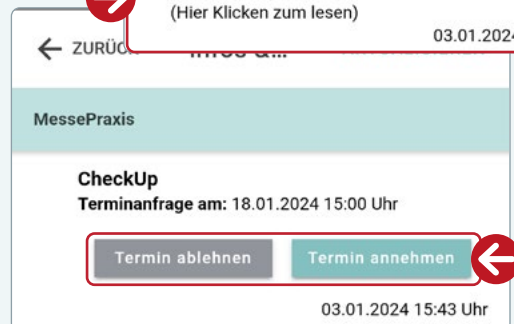 (Hier Klicken zum lesen)
03.01.2024
MessePraxis
CheckUp
Terminanfrage am: 18.01.2024 15:00 Uhr
Termin ablehnen
Termin annehmen
03.01.2024 15:43 Uhr